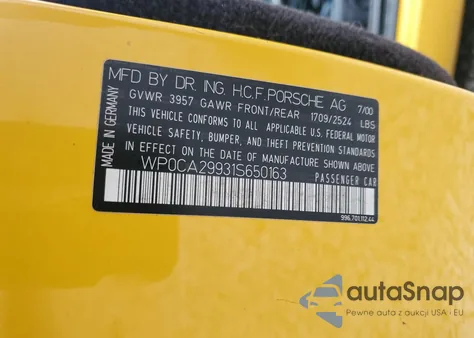 MFD BY DR. ING. H.C.F. PORSCHE AG 7/00
GVWR 3957 GAWR FRONT/REAR 1709/2524 LBS
THIS VEHICLE CONFORMS TO ALL APPLICABLE U.S. FEDERAL MOTOR
VEHICLE SAFETY, BUMPER, AND THEFT PREVENTION STANDARDS
IN EFFECT ON THE DATE OF MANUFACTURE SHOWN ABOVE.
WP0CA29931S650163 PASSENGER CAR
MADE IN GERMANY
996.701.112.44
autaSnap
Pewne auta z aukcji USA · EU